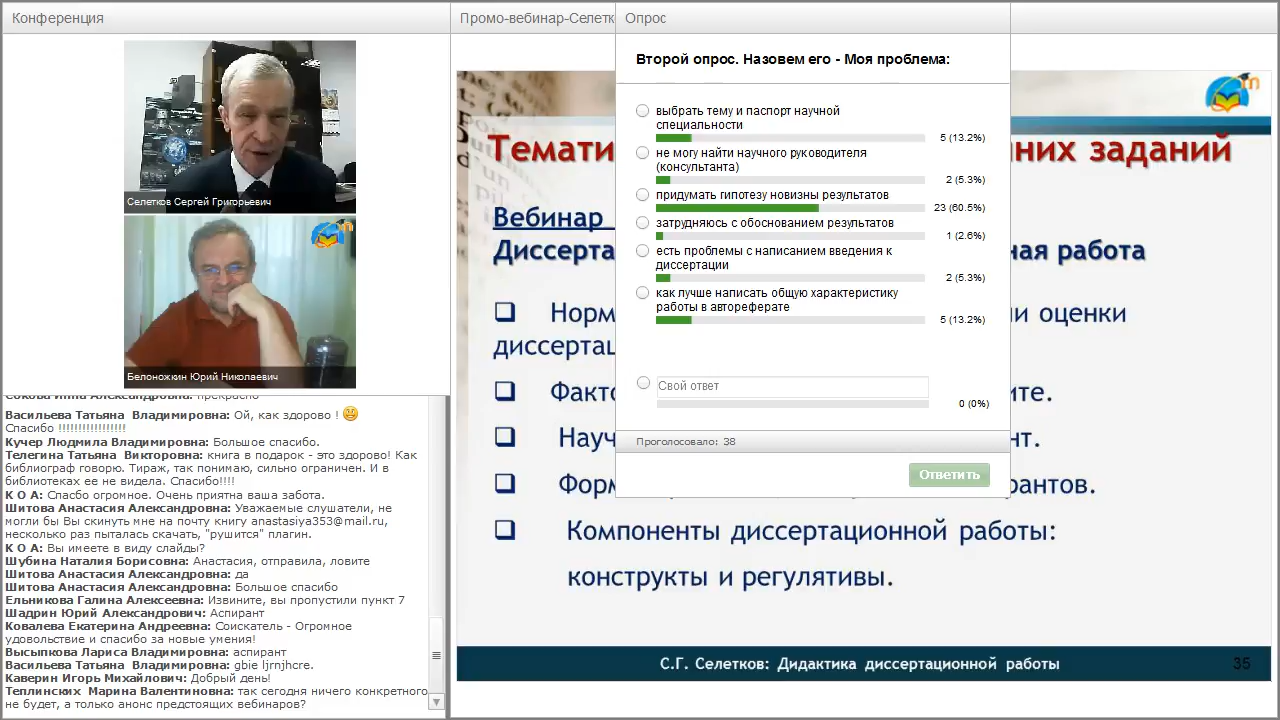 Конференция
Селетков Сергей Григорьевич
Белоножкин Юрий Николаевич
Васильева Татьяна Владимировна: Ой, как здорово !
Спасибо !!!!!!!!!!!!!!!!!
Кучер Людмила Владимировна: Большое спасибо.
Телегина Татьяна Викторовна: книга в подарок - это здорово! Как
библиограф говорю. Тираж, так понимаю, сильно ограничен. И в
библиотеках ее не видела. Спасибо!!!!
К О А: Спасбо огромное. Очень приятна ваша забота.
Шитова Анастасия Александровна: Уважаемые слушатели, не
могли бы Вы скинуть мне на почту книгу anastasiya353@mail.ru,
несколько раз пыталась скачать, "рушится" плагин.
К О А: Вы имеете в виду слайды?
Шубина Наталия Борисовна: Анастасия, отправила, ловите
Шитова Анастасия Александровна: да
Шитова Анастасия Александровна: Большое спасибо
Ельникова Галина Алексеевна: Извините, вы пропустили пункт 7
Шадрин Юрий Александрович: Аспирант
Ковалева Екатерина Андреевна: Соискатель - Огромное
удовольствие и спасибо за новые умения!
Высыпкова Лариса Владимировна: аспирант
Васильева Татьяна Владимировна: gbie ljrnjhcre.
Каверин Игорь Михайлович: Добрый день!
Теплинских Марина Валентиновна: так сегодня ничего конкретного
не будет, а только анонс предстоящих вебинаров?
Промо-вебинар-Селетк
Опрос
Второй опрос. Назовем его - Моя проблема:
выбрать тему и паспорт научной
специальности
5 (13.2%)
не могу найти научного руководителя
(консультанта)
2 (5.3%)
придумать гипотезу новизны результатов
23 (60.5%)
затрудняюсь с обоснованием результатов
1 (2.6%)
есть проблемы с написанием введения к
диссертации
2 (5.3%)
как лучше написать общую характеристику
работы в автореферате
5 (13.2%)
Свой ответ
0 (0%)
Проголосовало: 38
Ответить
Темати них заданий
Вебинар
Диссерта ная работа
Норм и оценки
диссертац
Факто ите.
Науч нт.
Форм рантов.
Компоненты диссертационной работы:
конструкты и регулятивы.
С.Г. Селетков: Дидактика диссертационной работы
35